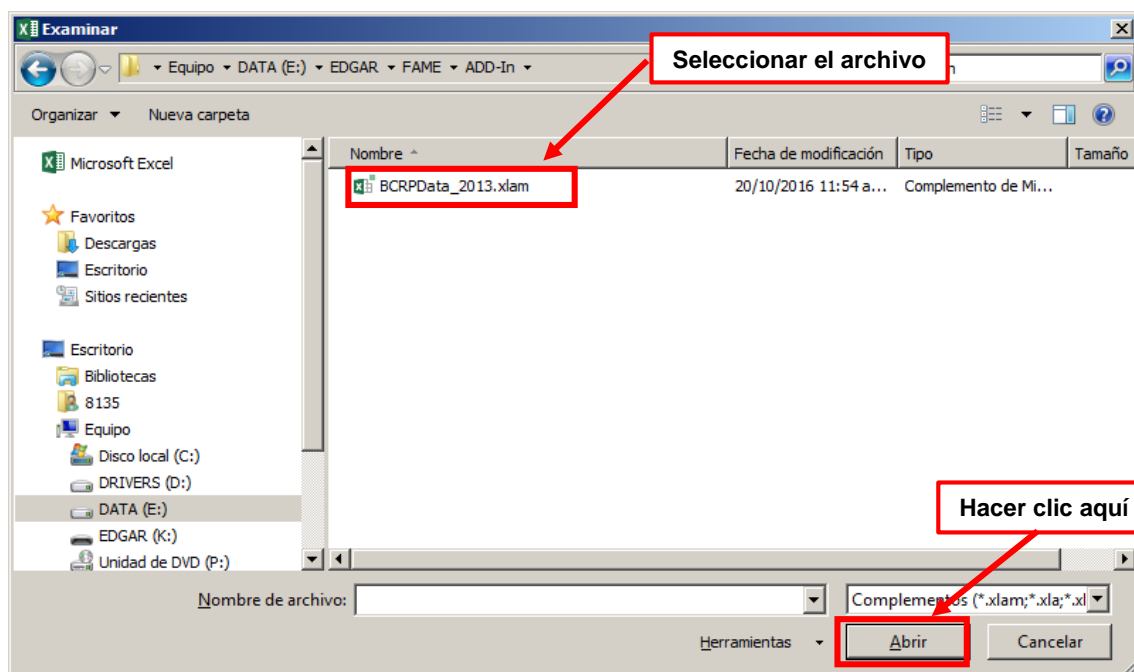 Examinar
Seleccionar el archivo
Equipo DATA (E:) EDGAR FAME ADD-In
Organizar Nueva carpeta
Nombre Fecha de modificación Tipo Tamaño
BCRPData_2013.xlam 20/10/2016 11:54 a... Complemento de Mi...
Microsoft Excel
Favoritos
Descargas
Escritorio
Sitios recientes
Escritorio
Bibliotecas
8135
Equipo
Disco local (C:)
DRIVERS (D:)
DATA (E:)
EDGAR (K:)
Unidad de DVD (P:)
Hacer clic aquí
Nombre de archivo: Complementos (*.xlam;*.xla;*.xl
Herramientas Abrir Cancelar